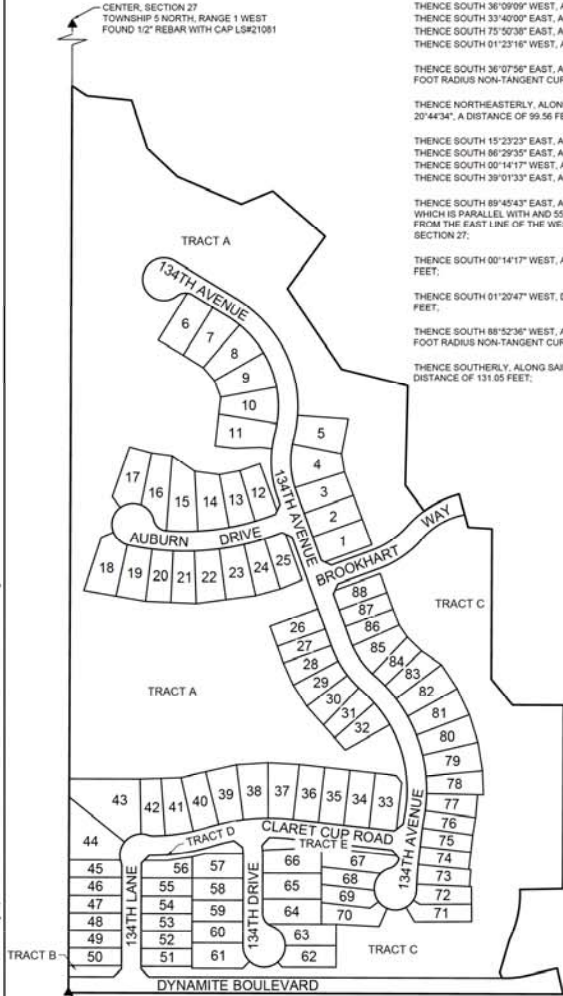 CENTER, SECTION 27
TOWNSHIP 5 NORTH, RANGE 1 WEST
FOUND 1/2" REBAR WITH CAP LS#21081
THENCE SOUTH 36°09'09" WEST, A
THENCE SOUTH 33°40'00" EAST, A
THENCE SOUTH 75°50'38" EAST, A
THENCE SOUTH 01°23'16" WEST, A
THENCE SOUTH 36°07'56" EAST, A
FOOT RADIUS NON-TANGENT CUR
THENCE NORTHEASTERLY, ALON
20°44'34", A DISTANCE OF 99.56 FE
THENCE SOUTH 15°23'23" EAST, A
THENCE SOUTH 86°29'35" EAST, A
THENCE SOUTH 00°14'17" WEST, A
THENCE SOUTH 39°01'33" EAST, A
THENCE SOUTH 89°45'43" EAST, A
WHICH IS PARALLEL WITH AND 55
FROM THE EAST LINE OF THE WE
SECTION 27;
THENCE SOUTH 00°14'17" WEST, A
FEET;
THENCE SOUTH 01°20'47" WEST, D
FEET,
THENCE SOUTH 88°52'36" WEST, A
FOOT RADIUS NON-TANGENT CUR
THENCE SOUTHERLY, ALONG SAI
DISTANCE OF 131.05 FEET;
TRACT A
134TH AVENUE
6
7
8
9
10
11
5
4
3
2
1
134TH AVENUE
17
16
15
14
13
12
AUBURN DRIVE
18
19
20
21
22
23
24
25
BROOKHART WAY
TRACT C
88
87
86
85
84
83
82
81
80
79
78
77
76
75
74
73
72
71
26
27
28
29
30
31
32
TRACT A
43
42
41
40
39
38
37
36
35
34
33
44
TRACT D
CLARET CUP ROAD
TRACT E
134TH AVENUE
45
46
47
48
49
50
134TH LANE
56
55
54
53
52
51
57
58
59
60
61
134TH DRIVE
66
65
64
63
62
67
68
69
70
TRACT C
TRACT B
DYNAMITE BOULEVARD